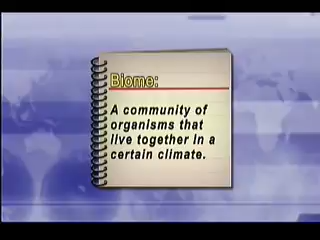 Biome:
A community of
organisms that
live together in a
certain climate.